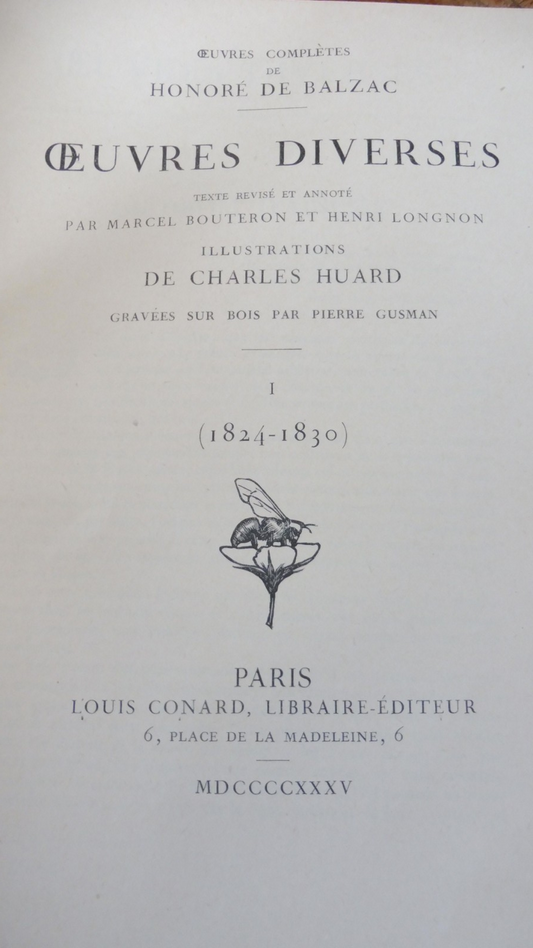 ŒUVRES COMPLÈTES
DE
HONORÉ DE BALZAC
ŒUVRES DIVERSES
TEXTE REVISÉ ET ANNOTÉ
PAR MARCEL BOUTERON ET HENRI LONGNON
ILLUSTRATIONS
DE CHARLES HUARD
GRAVÉES SUR BOIS PAR PIERRE GUSMAN
I
(1824-1830)
PARIS
LOUIS CONARD, LIBRAIRE-ÉDITEUR
6, PLACE DE LA MADELEINE, 6
MDCCCCXXXV